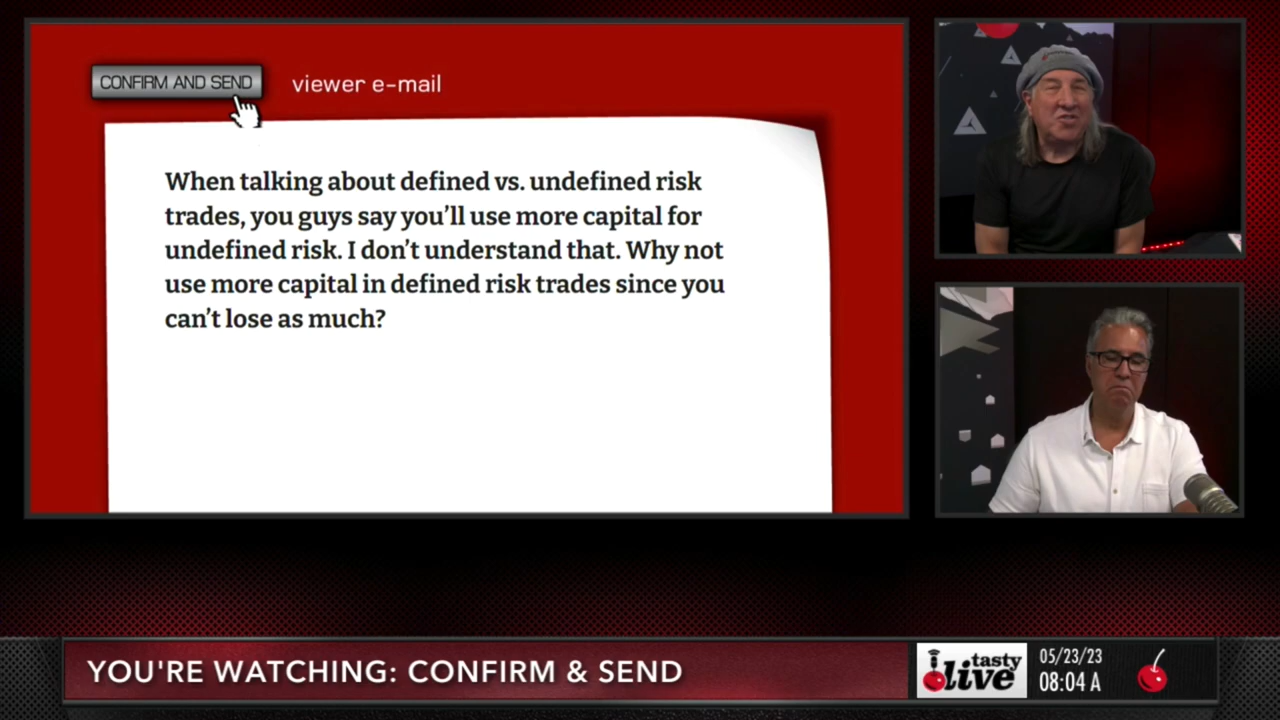 CONFIRM AND SEND
viewer e-mail
When talking about defined vs. undefined risk
trades, you guys say you’ll use more capital for
undefined risk. I don’t understand that. Why not
use more capital in defined risk trades since you
can’t lose as much?
YOU'RE WATCHING: CONFIRM & SEND
tasty
live
05/23/23
08:04 A